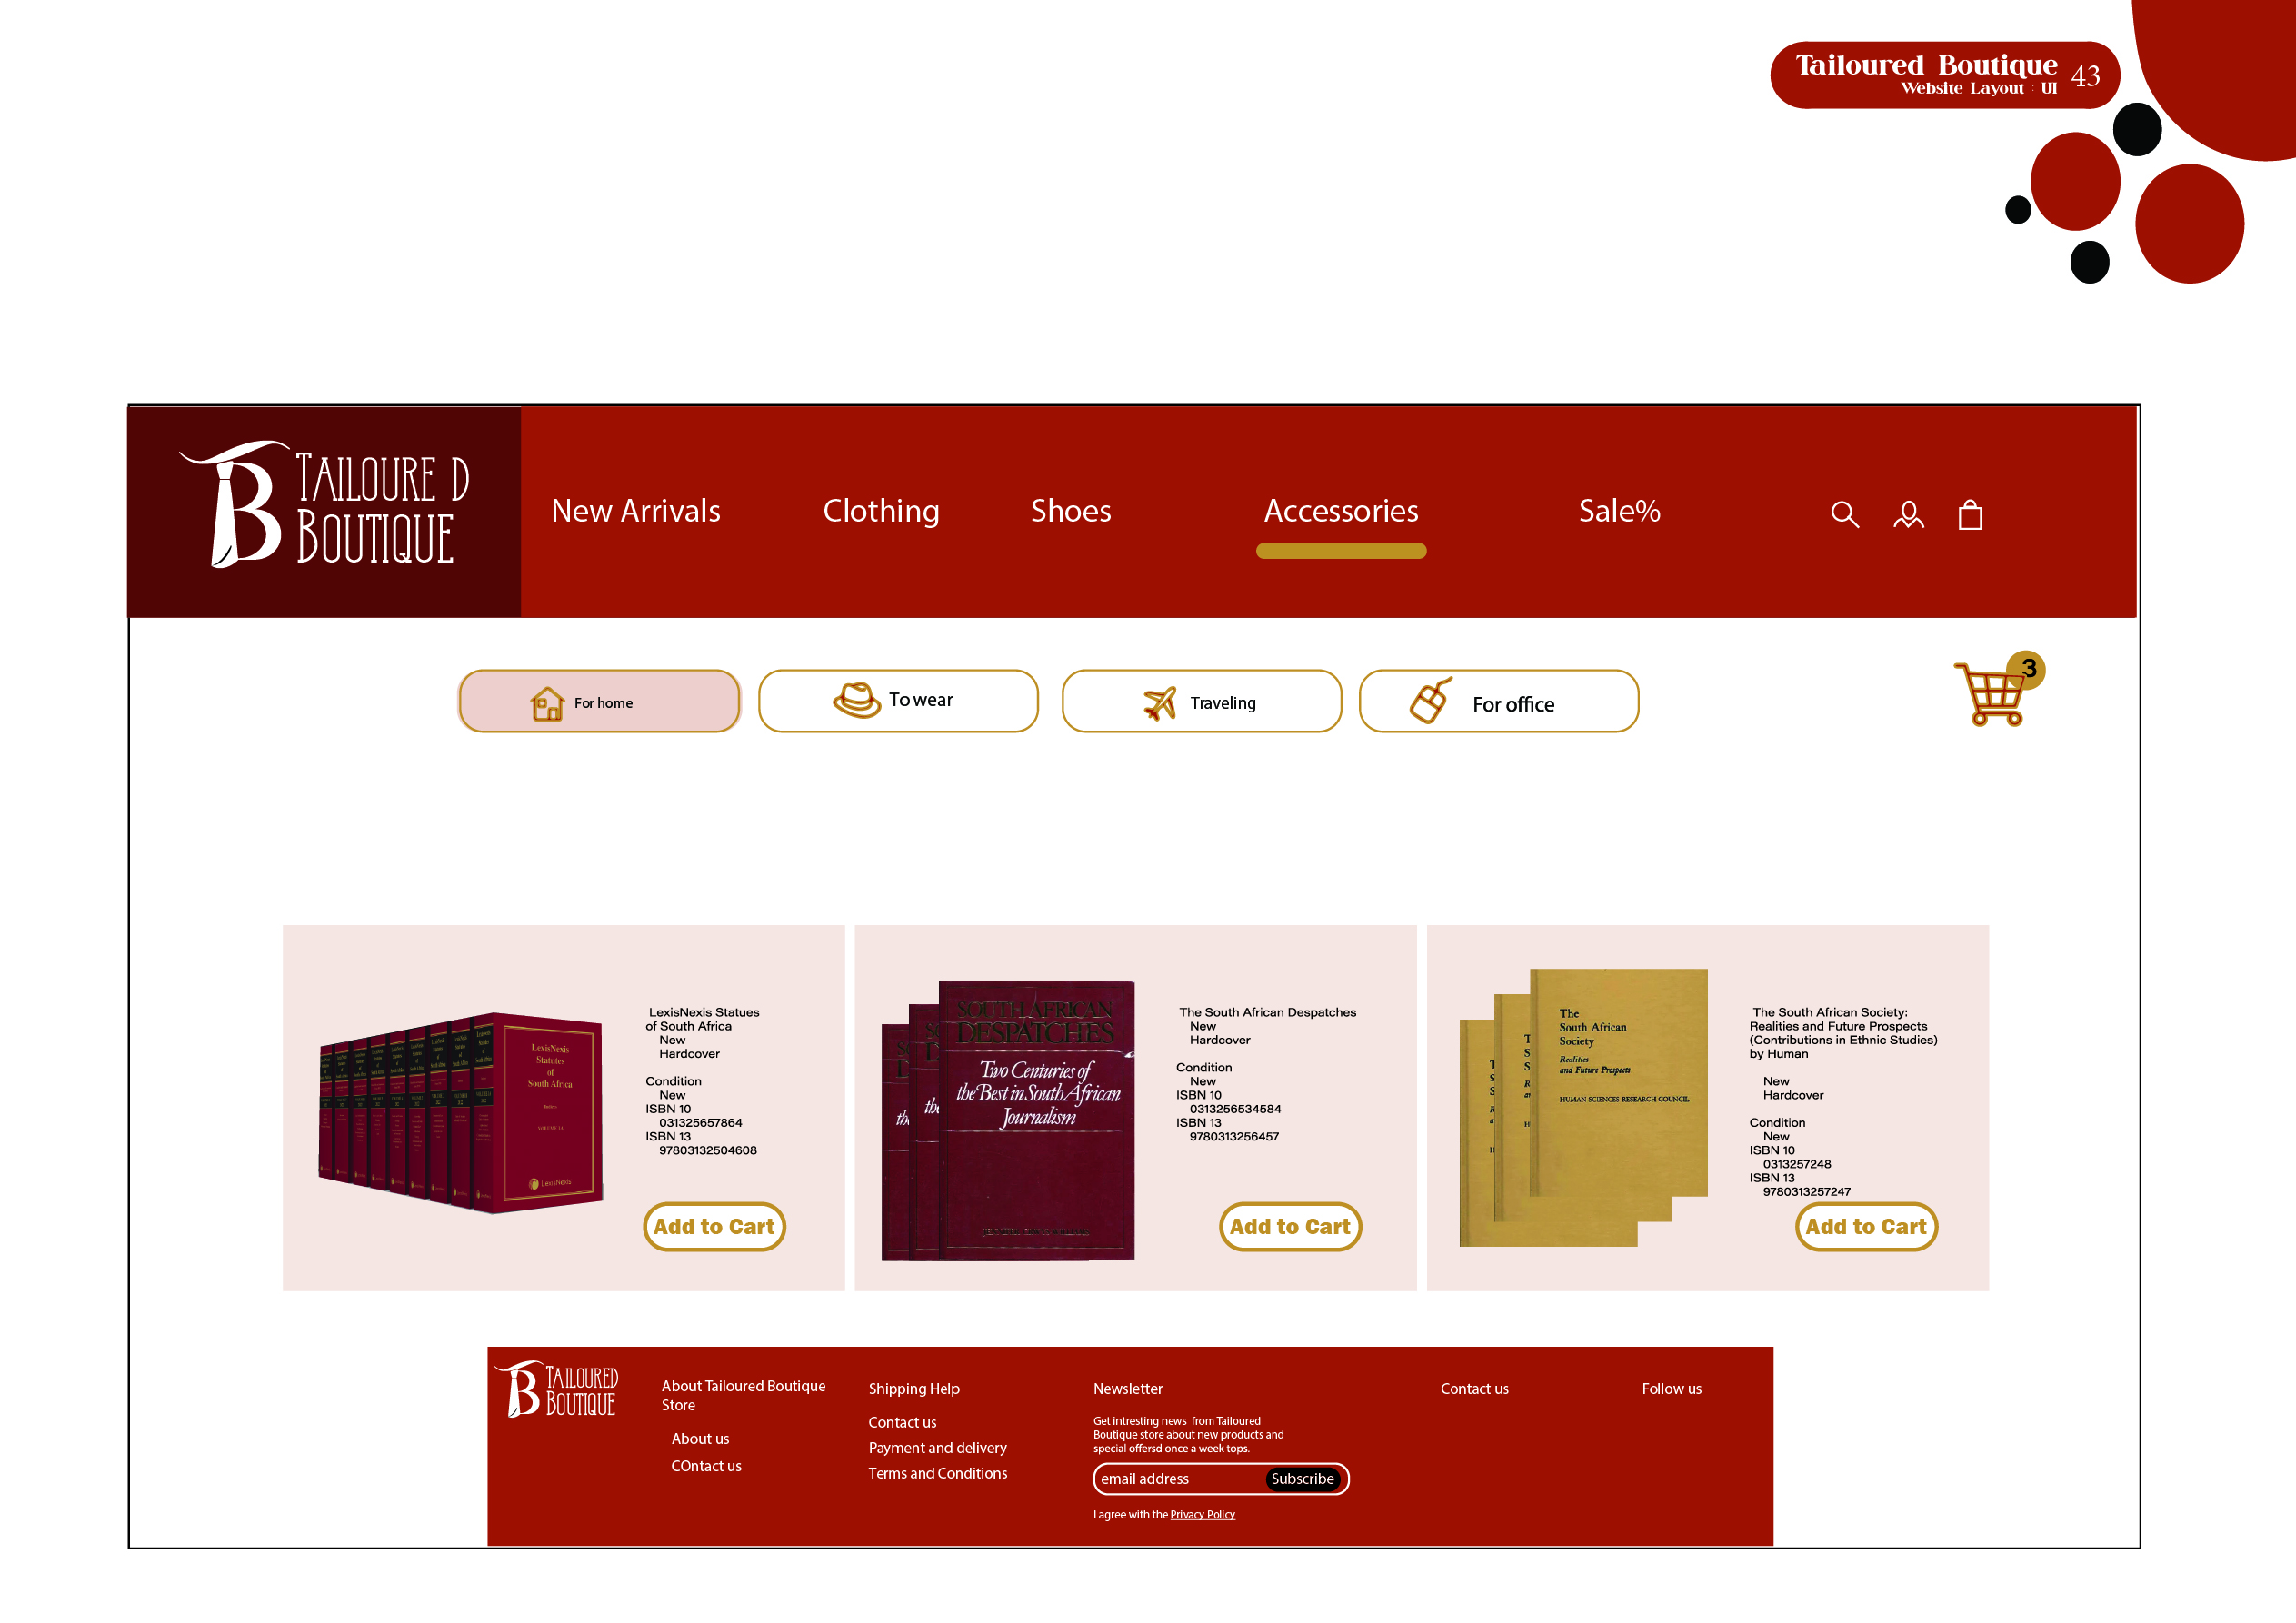 Tailoured Boutique
Website Layout : UI
43
TAILOURE D
BOUTIQUE
New Arrivals
Clothing
Shoes
Accessories
Sale%
For home
To wear
Traveling
For office
3
LexisNexis
Statutes
of
South Africa
VOLUME 14
LexisNexis
LexisNexis Statues
of South Africa
New
Hardcover
Condition
New
ISBN 10
031325657864
ISBN 13
97803132504608
Add to Cart
SOUTH AFRICAN
DESPATCHES
Two Centuries of
the Best in South African
Journalism
The South African Despatches
New
Hardcover
Condition
New
ISBN 10
0313256534584
ISBN 13
9780313256457
Add to Cart
The
South African
Society
Realities
and Future Prospects
HUMAN SCIENCES RESEARCH COUNCIL
The South African Society:
Realities and Future Prospects
(Contributions in Ethnic Studies)
by Human
New
Hardcover
Condition
New
ISBN 10
0313257248
ISBN 13
9780313257247
Add to Cart
TAILOURED
BOUTIQUE
About Tailoured Boutique
Store
About us
COntact us
Shipping Help
Contact us
Payment and delivery
Terms and Conditions
Newsletter
Get intresting news from Tailoured
Boutique store about new products and
special offersd once a week tops.
email address
Subscribe
I agree with the Privacy Policy
Contact us
Follow us